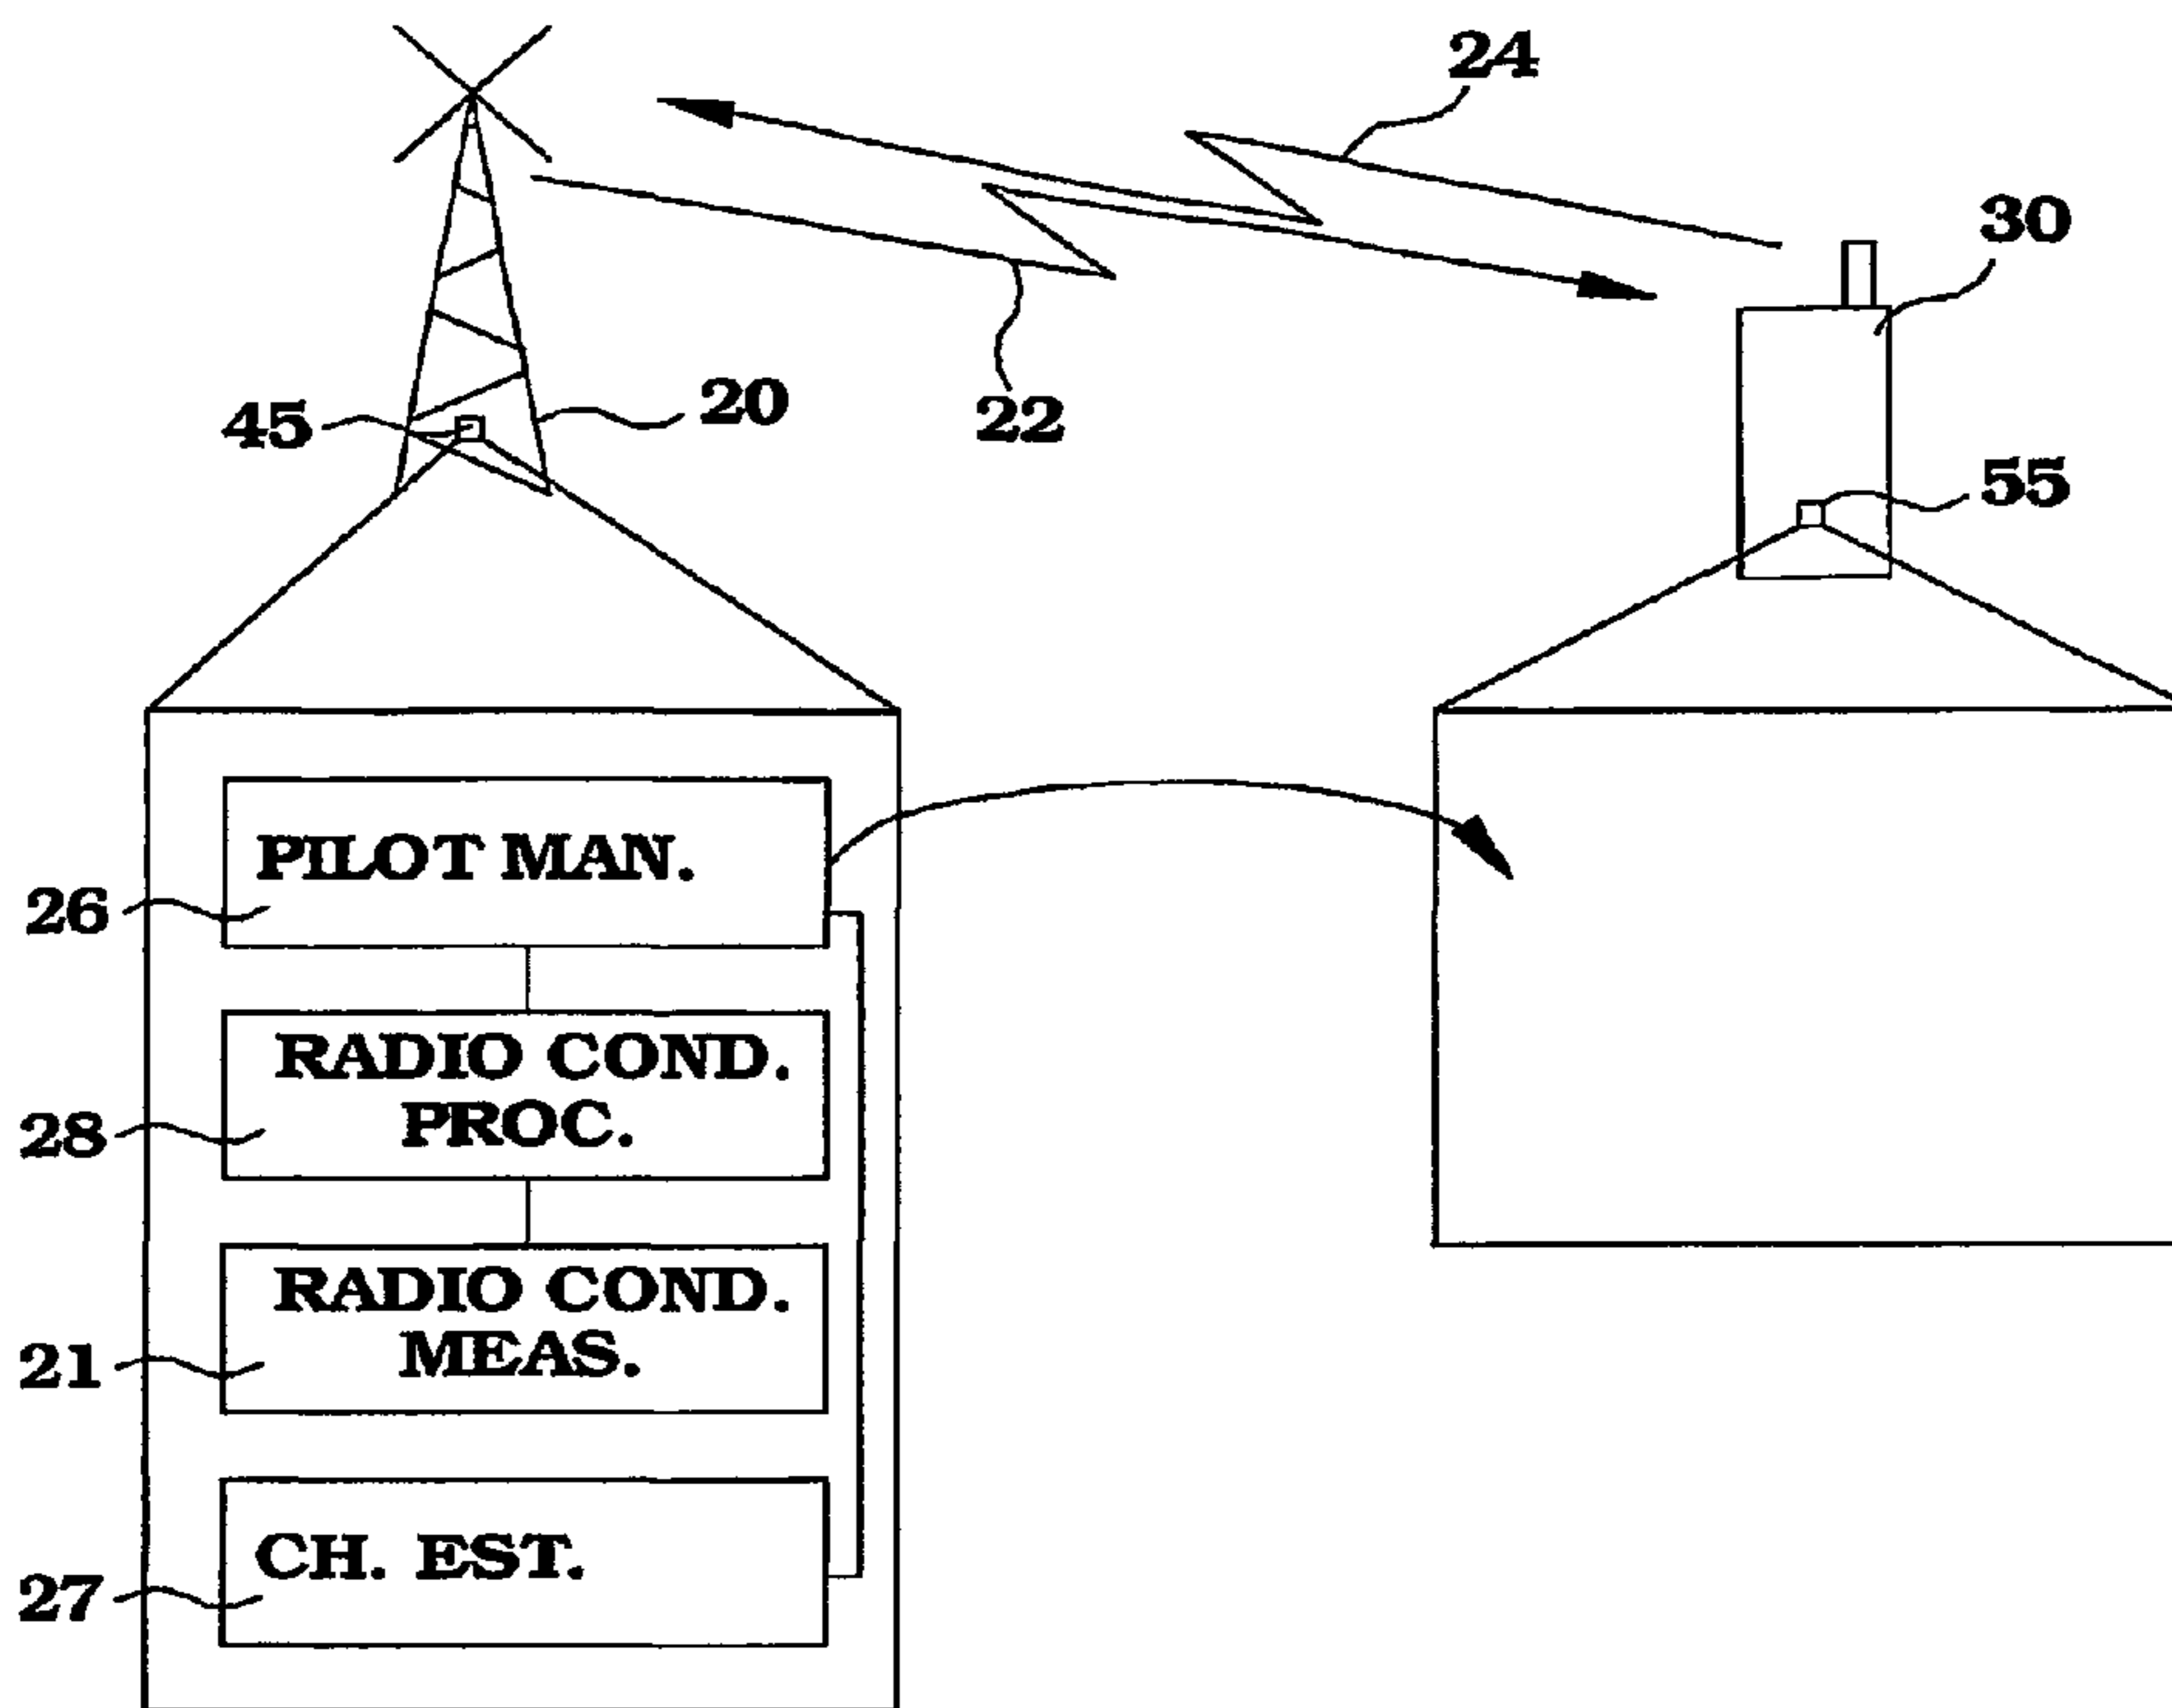 24
30
45
20
22
55
PILOT MAN.
26
RADIO COND.
PROC.
28
RADIO COND.
MEAS.
21
CH. EST.
27